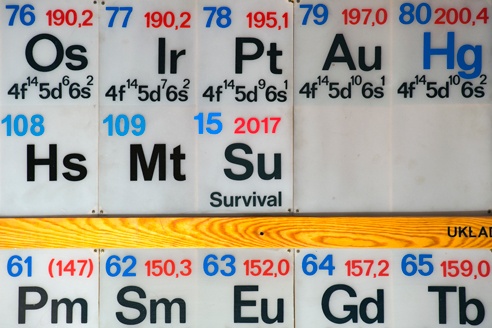 76 190,2 77 190,2 78 195,1 79 197,0 80 200,4
Os Ir Pt Au Hg
4f¹⁴5d⁶6s² 4f¹⁴5d⁷6s² 4f¹⁴5d⁹6s¹ 4f¹⁴5d¹⁰6s¹ 4f¹⁴5d¹⁰6s²
108 109 15 2017
Hs Mt Su
Survival
UKŁAD
61 (147) 62 150,3 63 152,0 64 157,2 65 159,0
Pm Sm Eu Gd Tb